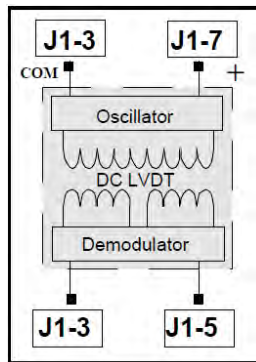 J1-3 J1-7
COM +
Oscillator
DC LVDT
Demodulator
J1-3 J1-5